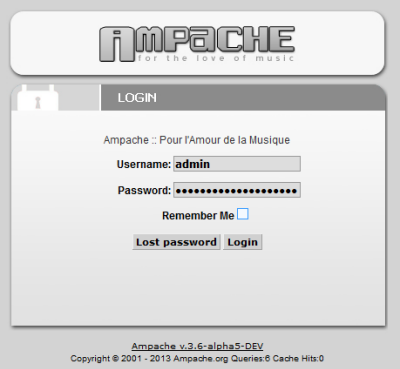 AMPACHE
for the love of music
LOGIN
Ampache :: Pour l'Amour de la Musique
Username: admin
Password: ●●●●●●●●●●●●●●●●●●●●
Remember Me
Lost password Login
Ampache v.3.6-alpha5-DEV
Copyright © 2001 - 2013 Ampache.org Queries:6 Cache Hits:0